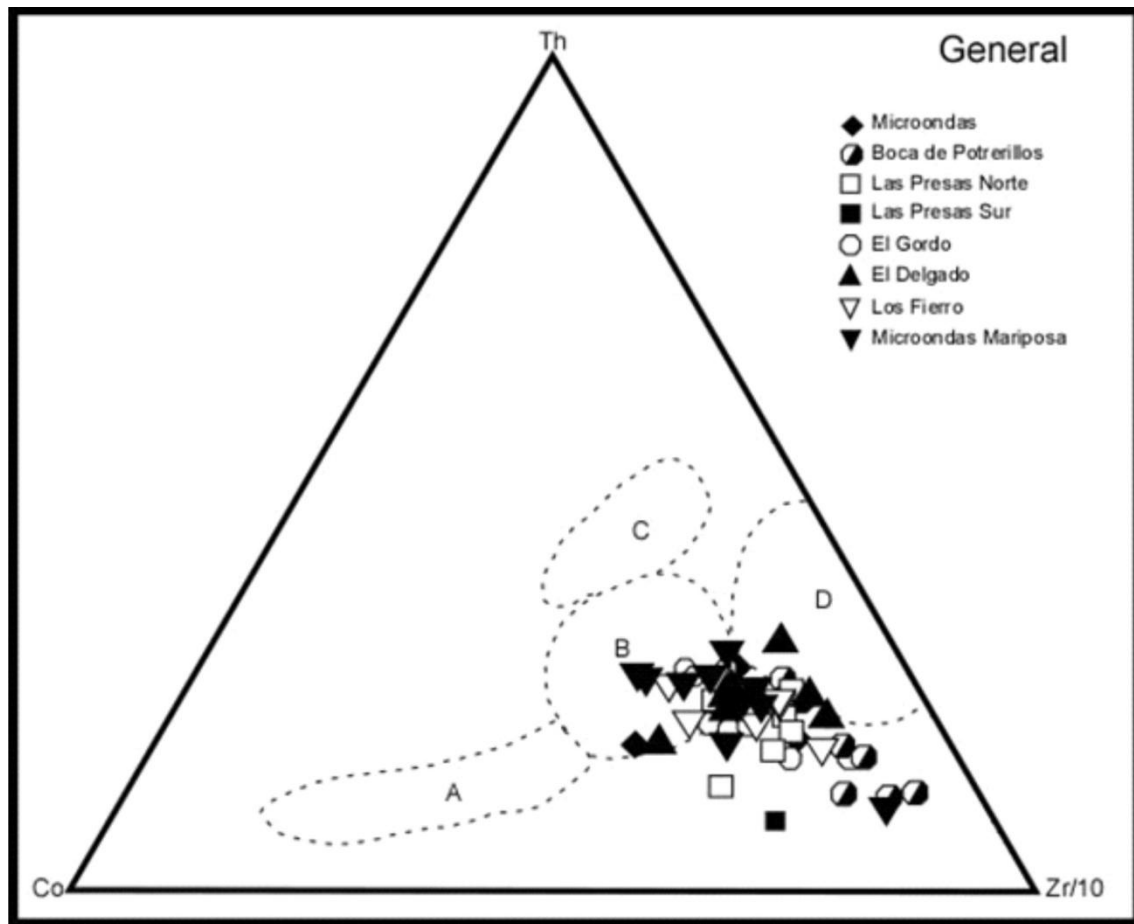 Th
General
Microondas
Boca de Potrerillos
Las Presas Norte
Las Presas Sur
El Gordo
El Delgado
Los Fierro
Microondas Mariposa
C
D
B
A
Co
Zr/10